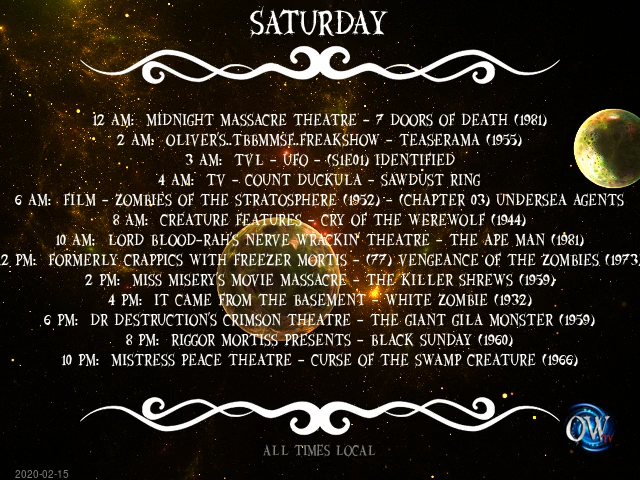 SATURDAY
12 AM: MIDNIGHT MASSACRE THEATRE - 7 DOORS OF DEATH (1981)
2 AM: OLIVER'S..TBBMMSF..FREAKSHOW - TEASERAMA (1955)
3 AM: TVL - UFO - (S1E01) IDENTIFIED
4 AM: TV - COUNT DUCKULA - SAWDUST RING
6 AM: FILM - ZOMBIES OF THE STRATOSPHERE (1952) - (CHAPTER 03) UNDERSEA AGENTS
8 AM: CREATURE FEATURES - CRY OF THE WEREWOLF (1944)
10 AM: LORD BLOOD-RAH'S NERVE WRACKIN' THEATRE - THE APE MAN (1981)
2 PM: FORMERLY CRAPPICS WITH FREEZER MORTIS - (77) VENGEANCE OF THE ZOMBIES (1973)
2 PM: MISS MISERY'S MOVIE MASSACRE - THE KILLER SHREWS (1959)
4 PM: IT CAME FROM THE BASEMENT - WHITE ZOMBIE (1932)
6 PM: DR DESTRUCTION'S CRIMSON THEATRE - THE GIANT GILA MONSTER (1959)
8 PM: RIGGOR MORTISS PRESENTS - BLACK SUNDAY (1960)
10 PM: MISTRESS PEACE THEATRE - CURSE OF THE SWAMP CREATURE (1966)
OW TV
ALL TIMES LOCAL
2020-02-15